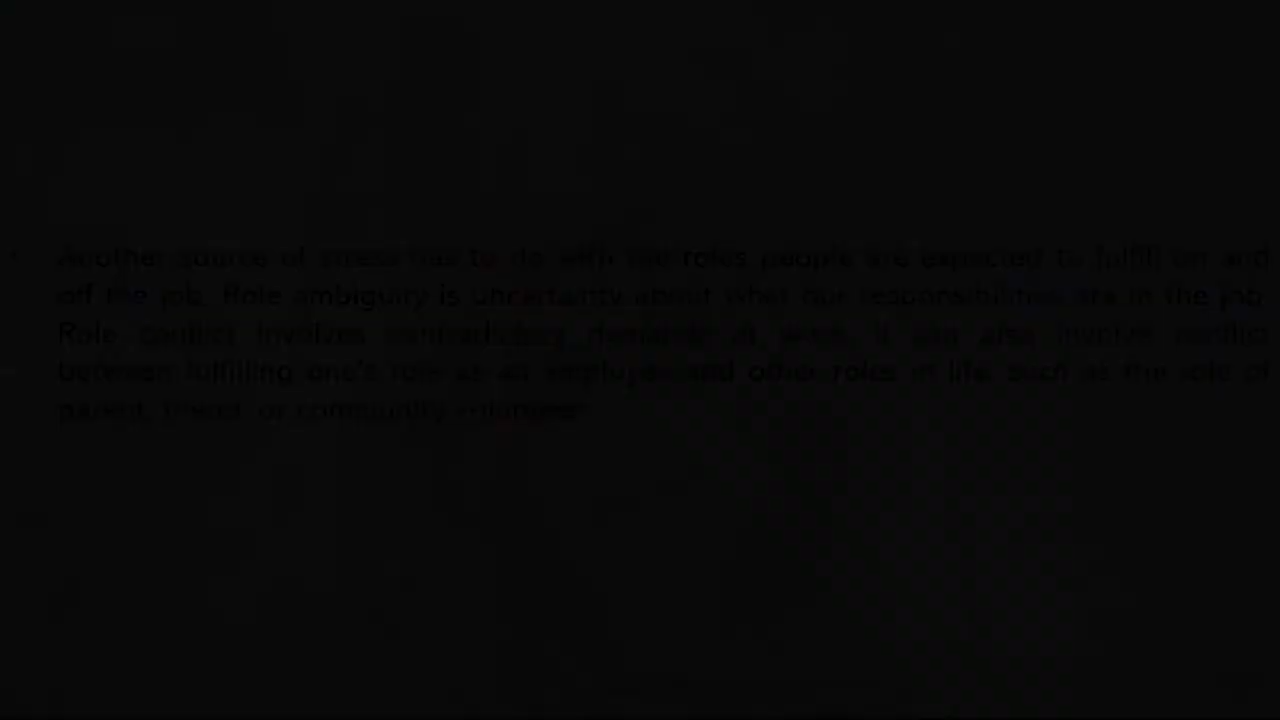 Another source of stress has to do with the roles people are expected to fulfill on and
off the job. Role ambiguity is uncertainty about what our responsibilities are in the job.
Role conflict involves contradictory demands at work. It can also involve conflict
between fulfilling one's role as an employee and other roles in life, such as the role of
parent, friend, or community volunteer.